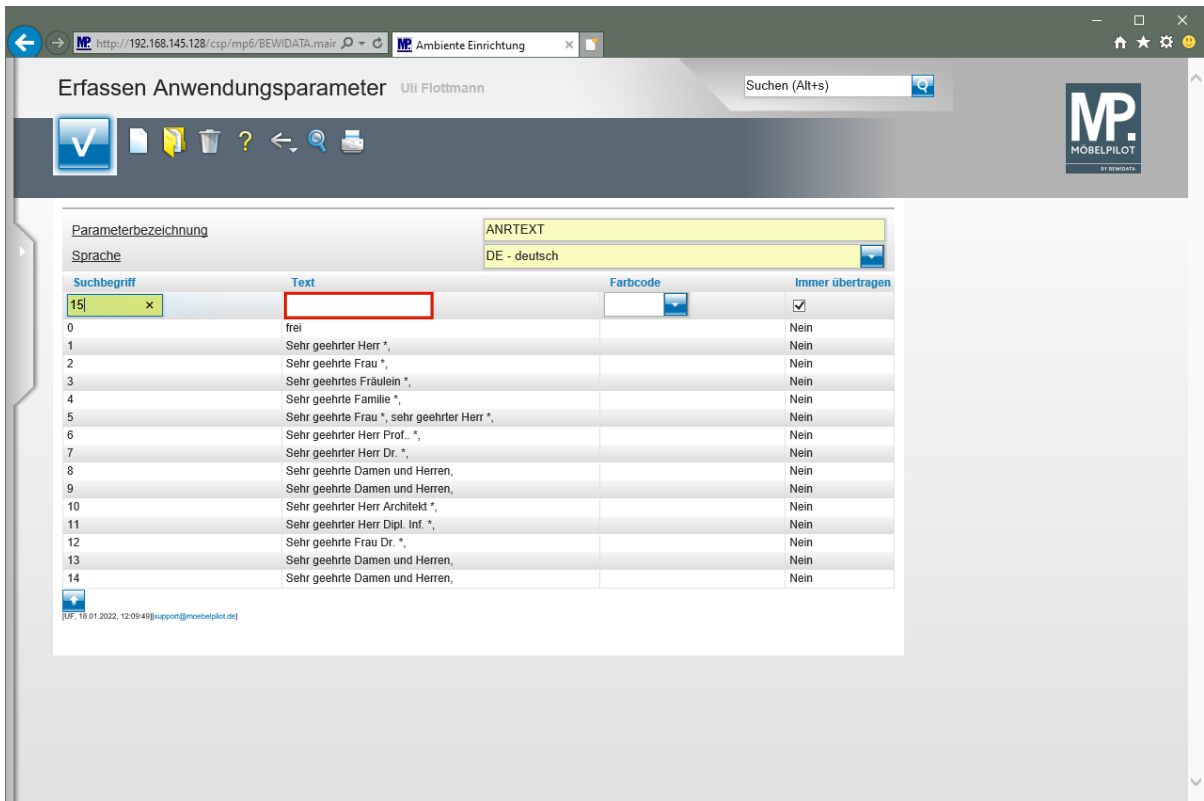 http://192.168.145.128/csp/mp6/BEWIDATA.mair
MP Ambiente Einrichtung
Erfassen Anwendungsparameter Uli Flottmann
Suchen (Alt+s)
MP.
MÖBELPILOT
BY BEWIDATA
Parameterbezeichnung ANRTEXT
Sprache DE - deutsch
Suchbegriff Text Farbcode Immer übertragen
15
0 frei Nein
1 Sehr geehrter Herr *, Nein
2 Sehr geehrte Frau *, Nein
3 Sehr geehrtes Fräulein *, Nein
4 Sehr geehrte Familie *, Nein
5 Sehr geehrte Frau *, sehr geehrter Herr *, Nein
6 Sehr geehrter Herr Prof.. *, Nein
7 Sehr geehrter Herr Dr. *, Nein
8 Sehr geehrte Damen und Herren, Nein
9 Sehr geehrte Damen und Herren, Nein
10 Sehr geehrter Herr Architekt *, Nein
11 Sehr geehrter Herr Dipl. Inf. *, Nein
12 Sehr geehrte Frau Dr. *, Nein
13 Sehr geehrte Damen und Herren, Nein
14 Sehr geehrte Damen und Herren, Nein
[UF, 18.01.2022, 12:09:49][support@moebelpilot.de]